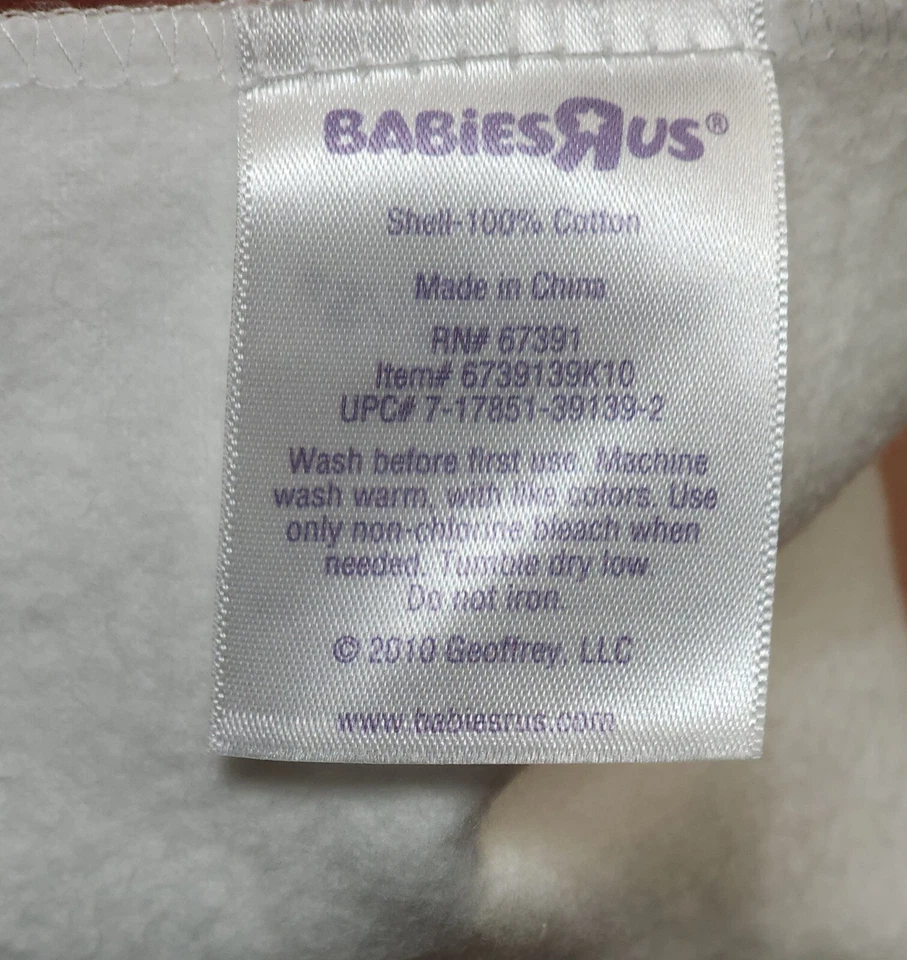 BABIESRUS®
Shell-100% Cotton
Made in China
RN# 67391
Item# 6739139K10
UPC# 7-17851-39139-2
Wash before first use. Machine
wash warm, with like colors. Use
only non-chlorine bleach when
needed. Tumble dry low.
Do not iron.
© 2010 Geoffrey, LLC
www.babiesrus.com